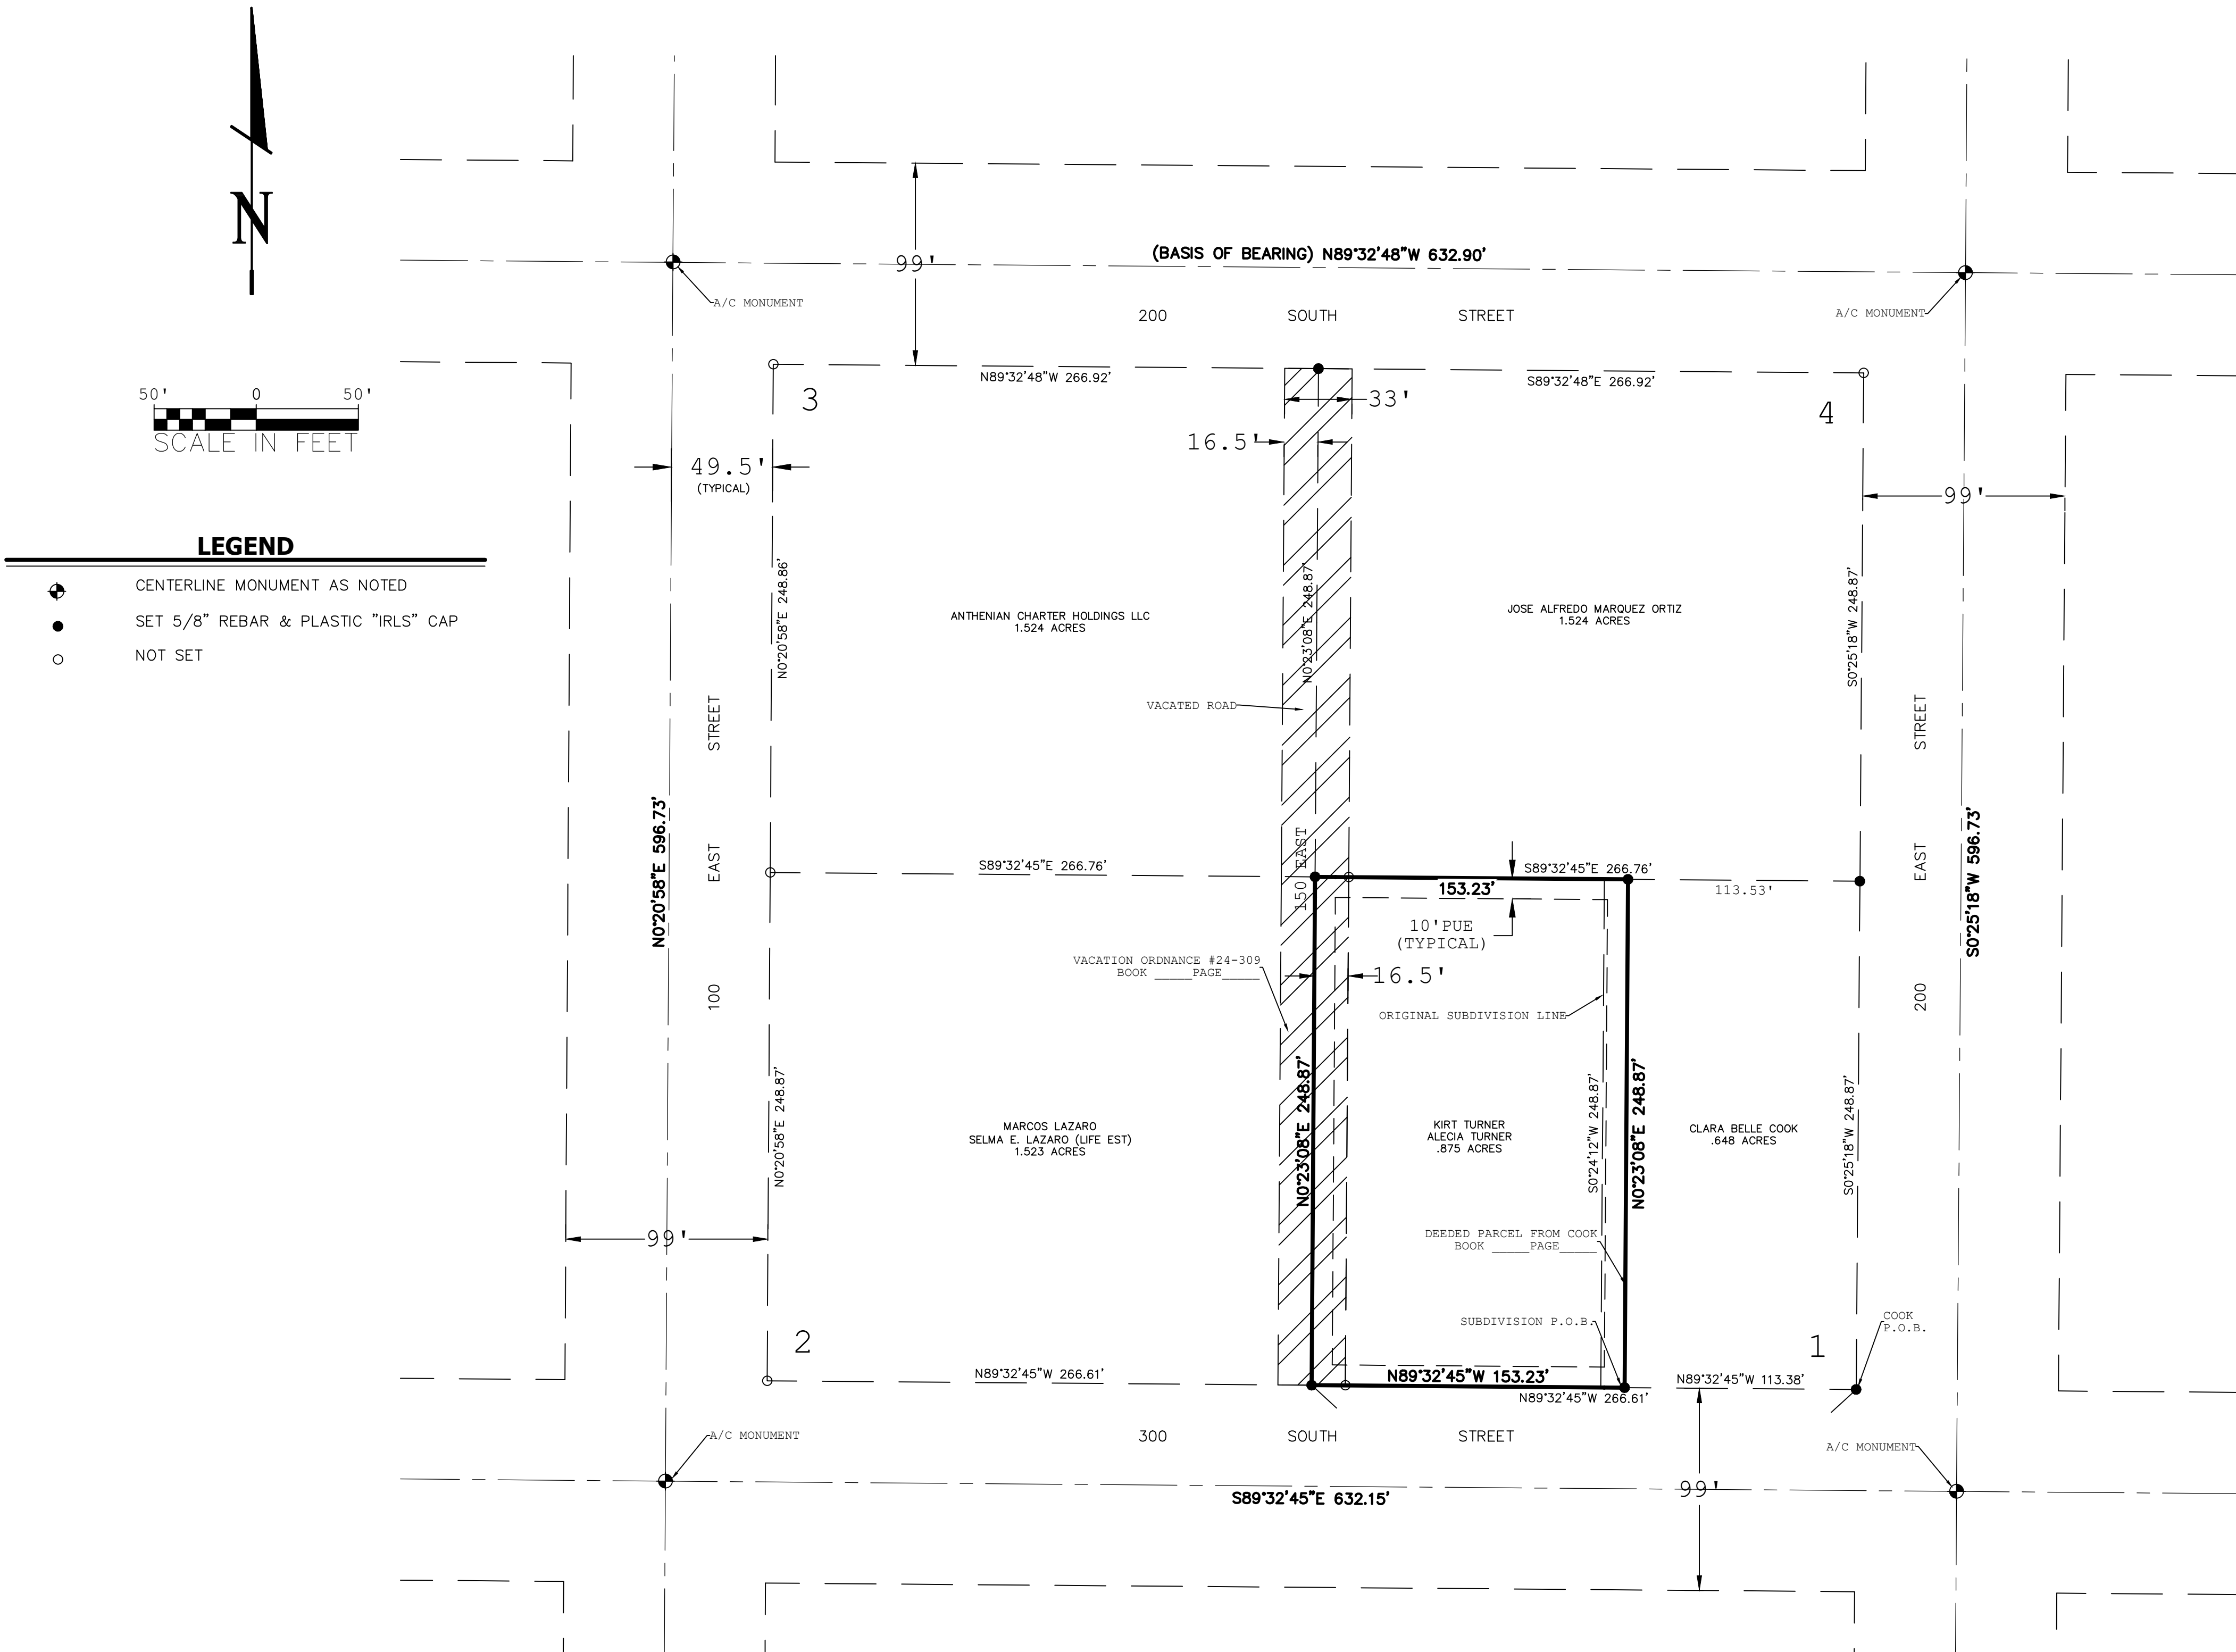 N
(BASIS OF BEARING) N89°32'48"W 632.90'
99'
A/C MONUMENT
A/C MONUMENT
200 SOUTH STREET
N89°32'48"W 266.92'
S89°32'48"E 266.92'
50' 0 50'
SCALE IN FEET
3
4
33'
16.5'
49.5'
(TYPICAL)
99'
LEGEND
CENTERLINE MONUMENT AS NOTED
SET 5/8" REBAR & PLASTIC "IRLS" CAP
NOT SET
N0°20'58"E 248.86'
N0°23'08"E 248.87'
S0°25'18"W 248.87'
ANTHENIAN CHARTER HOLDINGS LLC
1.524 ACRES
JOSE ALFREDO MARQUEZ ORTIZ
1.524 ACRES
VACATED ROAD
100 EAST STREET
200 EAST STREET
N0°20'58"E 596.73'
S0°25'18"W 596.73'
150 EAST
S89°32'45"E 266.76'
S89°32'45"E 266.76'
153.23'
113.53'
10'PUE
(TYPICAL)
VACATION ORDNANCE #24-309
BOOK _____PAGE_____
16.5'
ORIGINAL SUBDIVISION LINE
N0°20'58"E 248.87'
N0°23'08"E 248.87'
S0°24'12"W 248.87'
N0°23'08"E 248.87'
S0°25'18"W 248.87'
MARCOS LAZARO
SELMA E. LAZARO (LIFE EST)
1.523 ACRES
KIRT TURNER
ALECIA TURNER
.875 ACRES
CLARA BELLE COOK
.648 ACRES
99'
DEEDED PARCEL FROM COOK
BOOK _____PAGE_____
SUBDIVISION P.O.B.
COOK
P.O.B.
2
1
N89°32'45"W 266.61'
N89°32'45"W 153.23'
N89°32'45"W 113.38'
N89°32'45"W 266.61'
A/C MONUMENT
300 SOUTH STREET
A/C MONUMENT
99'
S89°32'45"E 632.15'